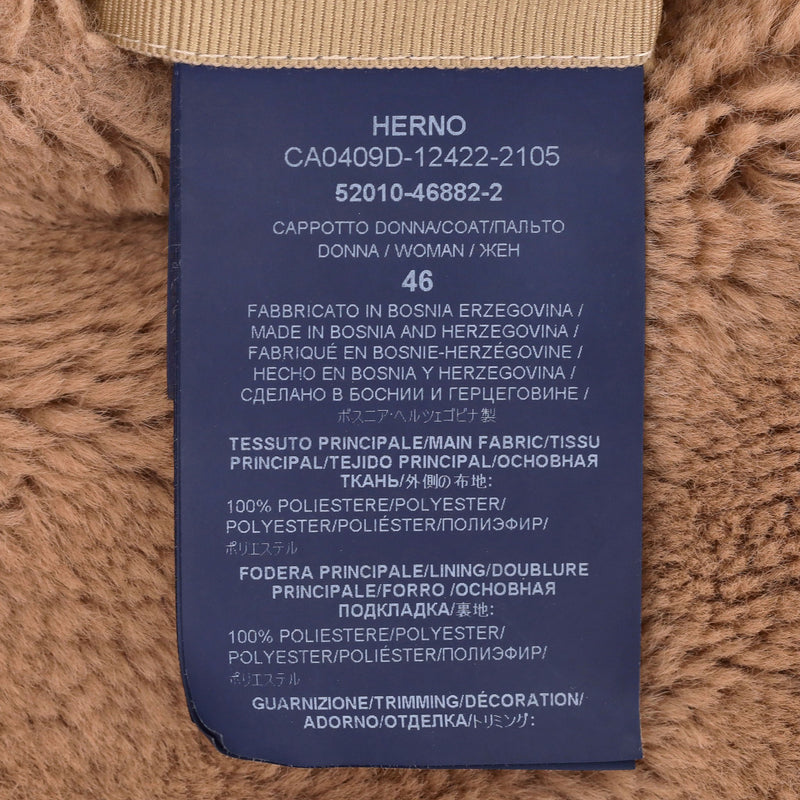 HERNO
CA0409D-12422-2105
52010-46882-2
CAPPOTTO DONNA/COAT/ПАЛЬТО
DONNA / WOMAN / ЖЕН
46
FABBRICATO IN BOSNIA ERZEGOVINA /
MADE IN BOSNIA AND HERZEGOVINA /
FABRIQUÉ EN BOSNIE-HERZÉGOVINE /
HECHO EN BOSNIA Y HERZEGOVINA /
СДЕЛАНО В БОСНИИ И ГЕРЦЕГОВИНЕ /
ボスニア·ヘルツェゴビナ製
TESSUTO PRINCIPALE/MAIN FABRIC/TISSU
PRINCIPAL/TEJIDO PRINCIPAL/ОСНОВНАЯ
ТКАНЬ/外側の布地:
100% POLIESTERE/POLYESTER/
POLYESTER/POLIÉSTER/ПОЛИЭФИР/
ポリエステル
FODERA PRINCIPALE/LINING/DOUBLURE
PRINCIPALE/FORRO /ОСНОВНАЯ
ПОДКЛАДКА/裏地:
100% POLIESTERE/POLYESTER/
POLYESTER/POLIÉSTER/ПОЛИЭФИР/
ポリエステル
GUARNIZIONE/TRIMMING/DÉCORATION/
ADORNO/ОТДЕЛКА/トリミング: